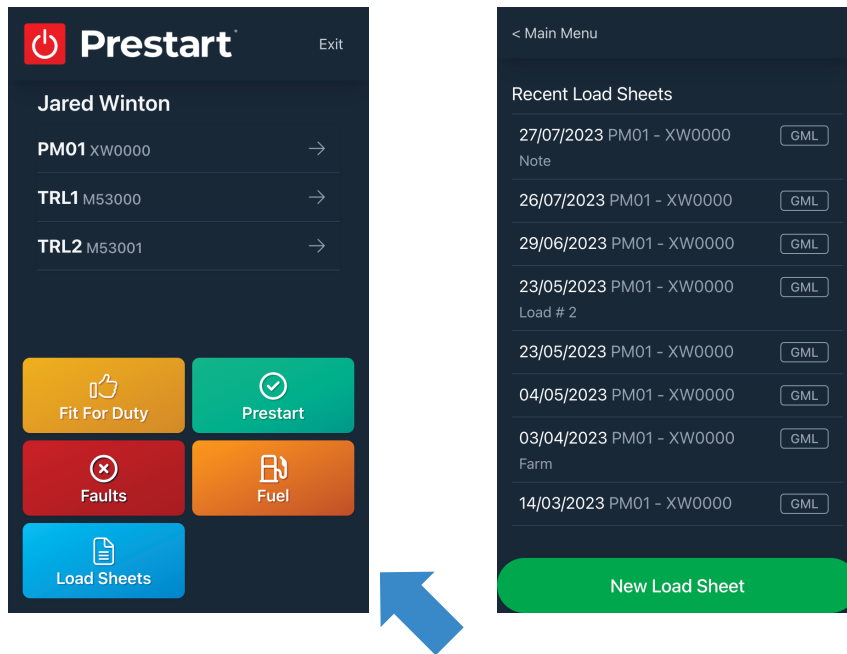 Prestart
Exit
Jared Winton
PM01 XW0000
TRL1 M53000
TRL2 M53001
Fit For Duty
Prestart
Faults
Fuel
Load Sheets
< Main Menu
Recent Load Sheets
27/07/2023 PM01 - XW0000 GML
Note
26/07/2023 PM01 - XW0000 GML
29/06/2023 PM01 - XW0000 GML
23/05/2023 PM01 - XW0000 GML
Load # 2
23/05/2023 PM01 - XW0000 GML
04/05/2023 PM01 - XW0000 GML
03/04/2023 PM01 - XW0000 GML
Farm
14/03/2023 PM01 - XW0000 GML
New Load Sheet